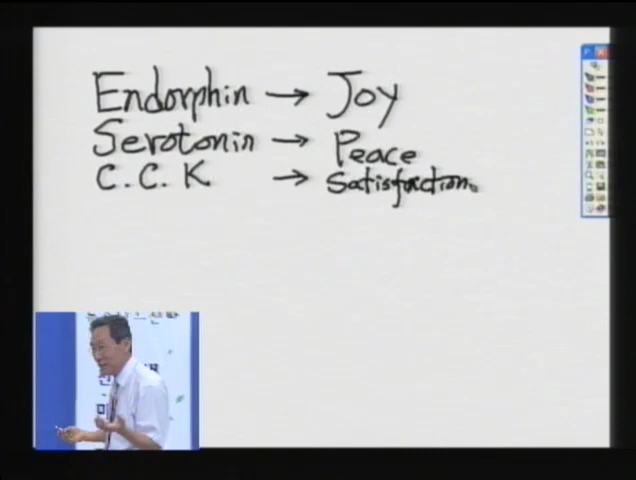 Endorphin → Joy
Serotonin → Peace
C.C.K → Satisfaction.